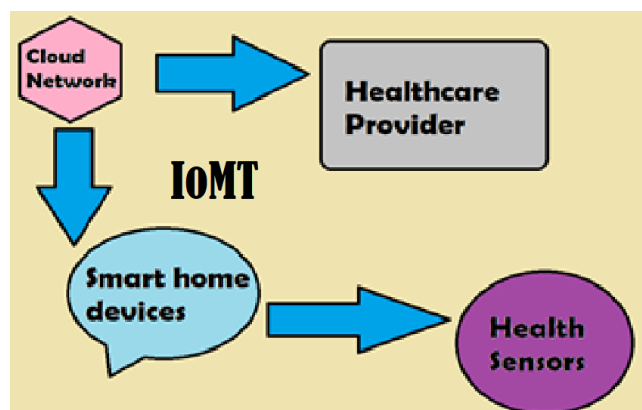 Cloud
Network
Healthcare
Provider
IoMT
Smart home
devices
Health
Sensors